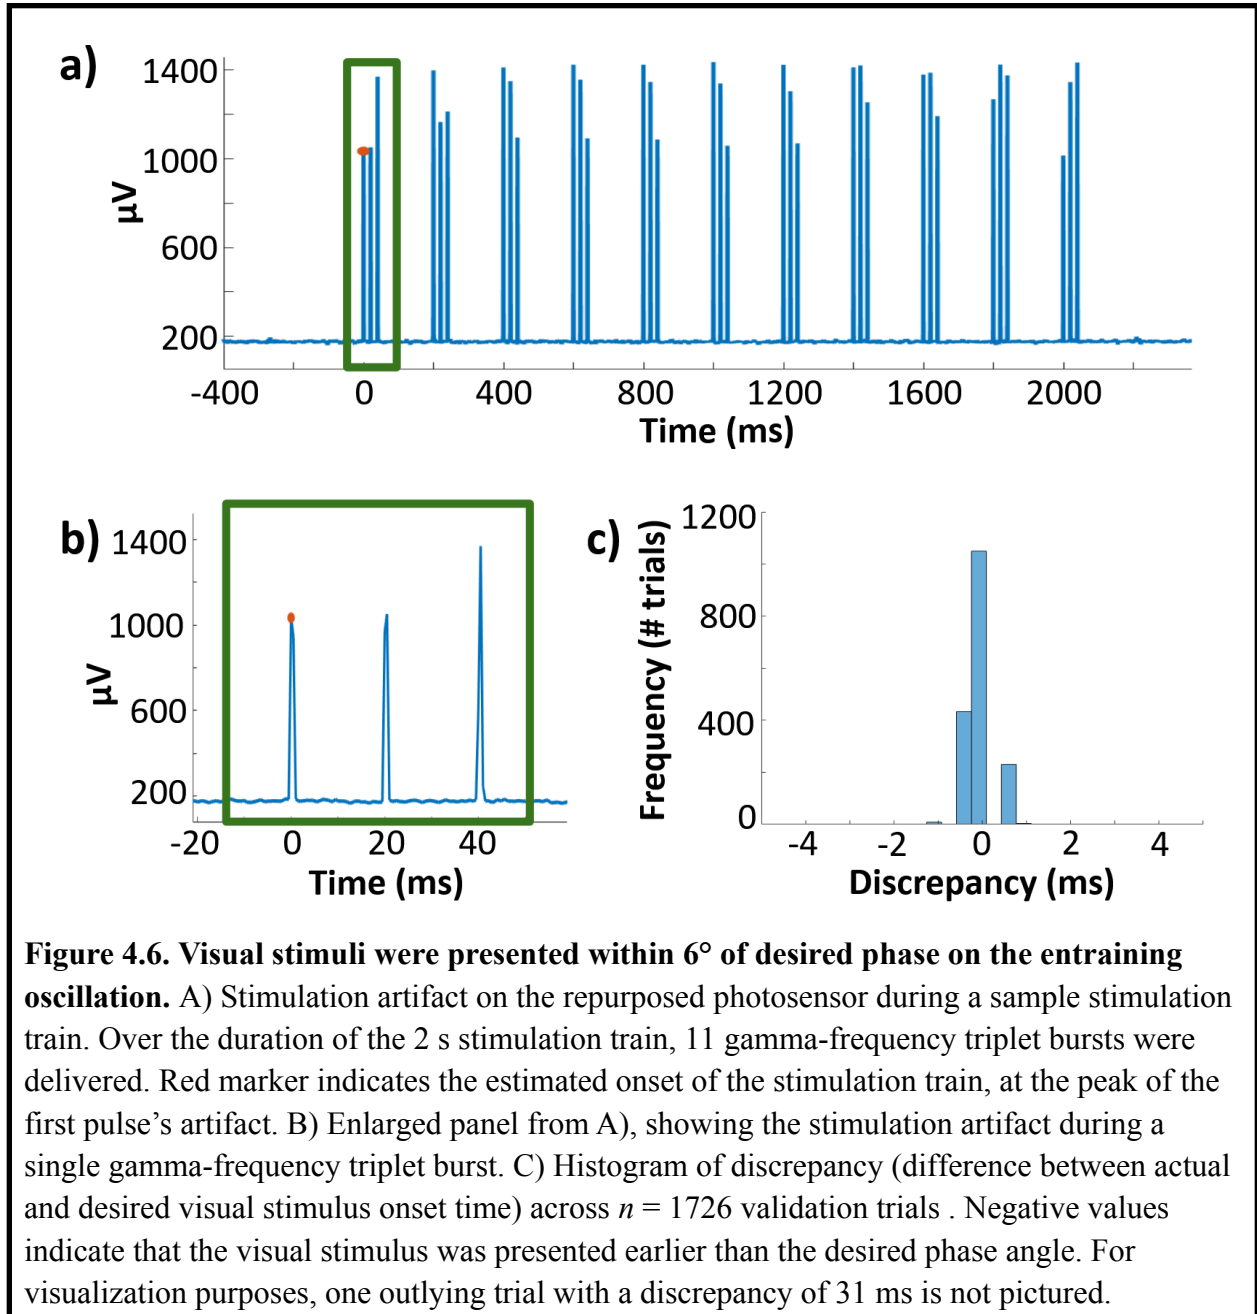 a)
1400
1000
600
200
µV
-400 0 400 800 1200 1600 2000
Time (ms)
b)
1400
1000
600
200
µV
-20 0 20 40
Time (ms)
c)
1200
800
400
0
Frequency (# trials)
-4 -2 0 2 4
Discrepancy (ms)
Figure 4.6. Visual stimuli were presented within 6° of desired phase on the entraining
oscillation. A) Stimulation artifact on the repurposed photosensor during a sample stimulation
train. Over the duration of the 2 s stimulation train, 11 gamma-frequency triplet bursts were
delivered. Red marker indicates the estimated onset of the stimulation train, at the peak of the
first pulse’s artifact. B) Enlarged panel from A), showing the stimulation artifact during a
single gamma-frequency triplet burst. C) Histogram of discrepancy (difference between actual
and desired visual stimulus onset time) across n = 1726 validation trials . Negative values
indicate that the visual stimulus was presented earlier than the desired phase angle. For
visualization purposes, one outlying trial with a discrepancy of 31 ms is not pictured.